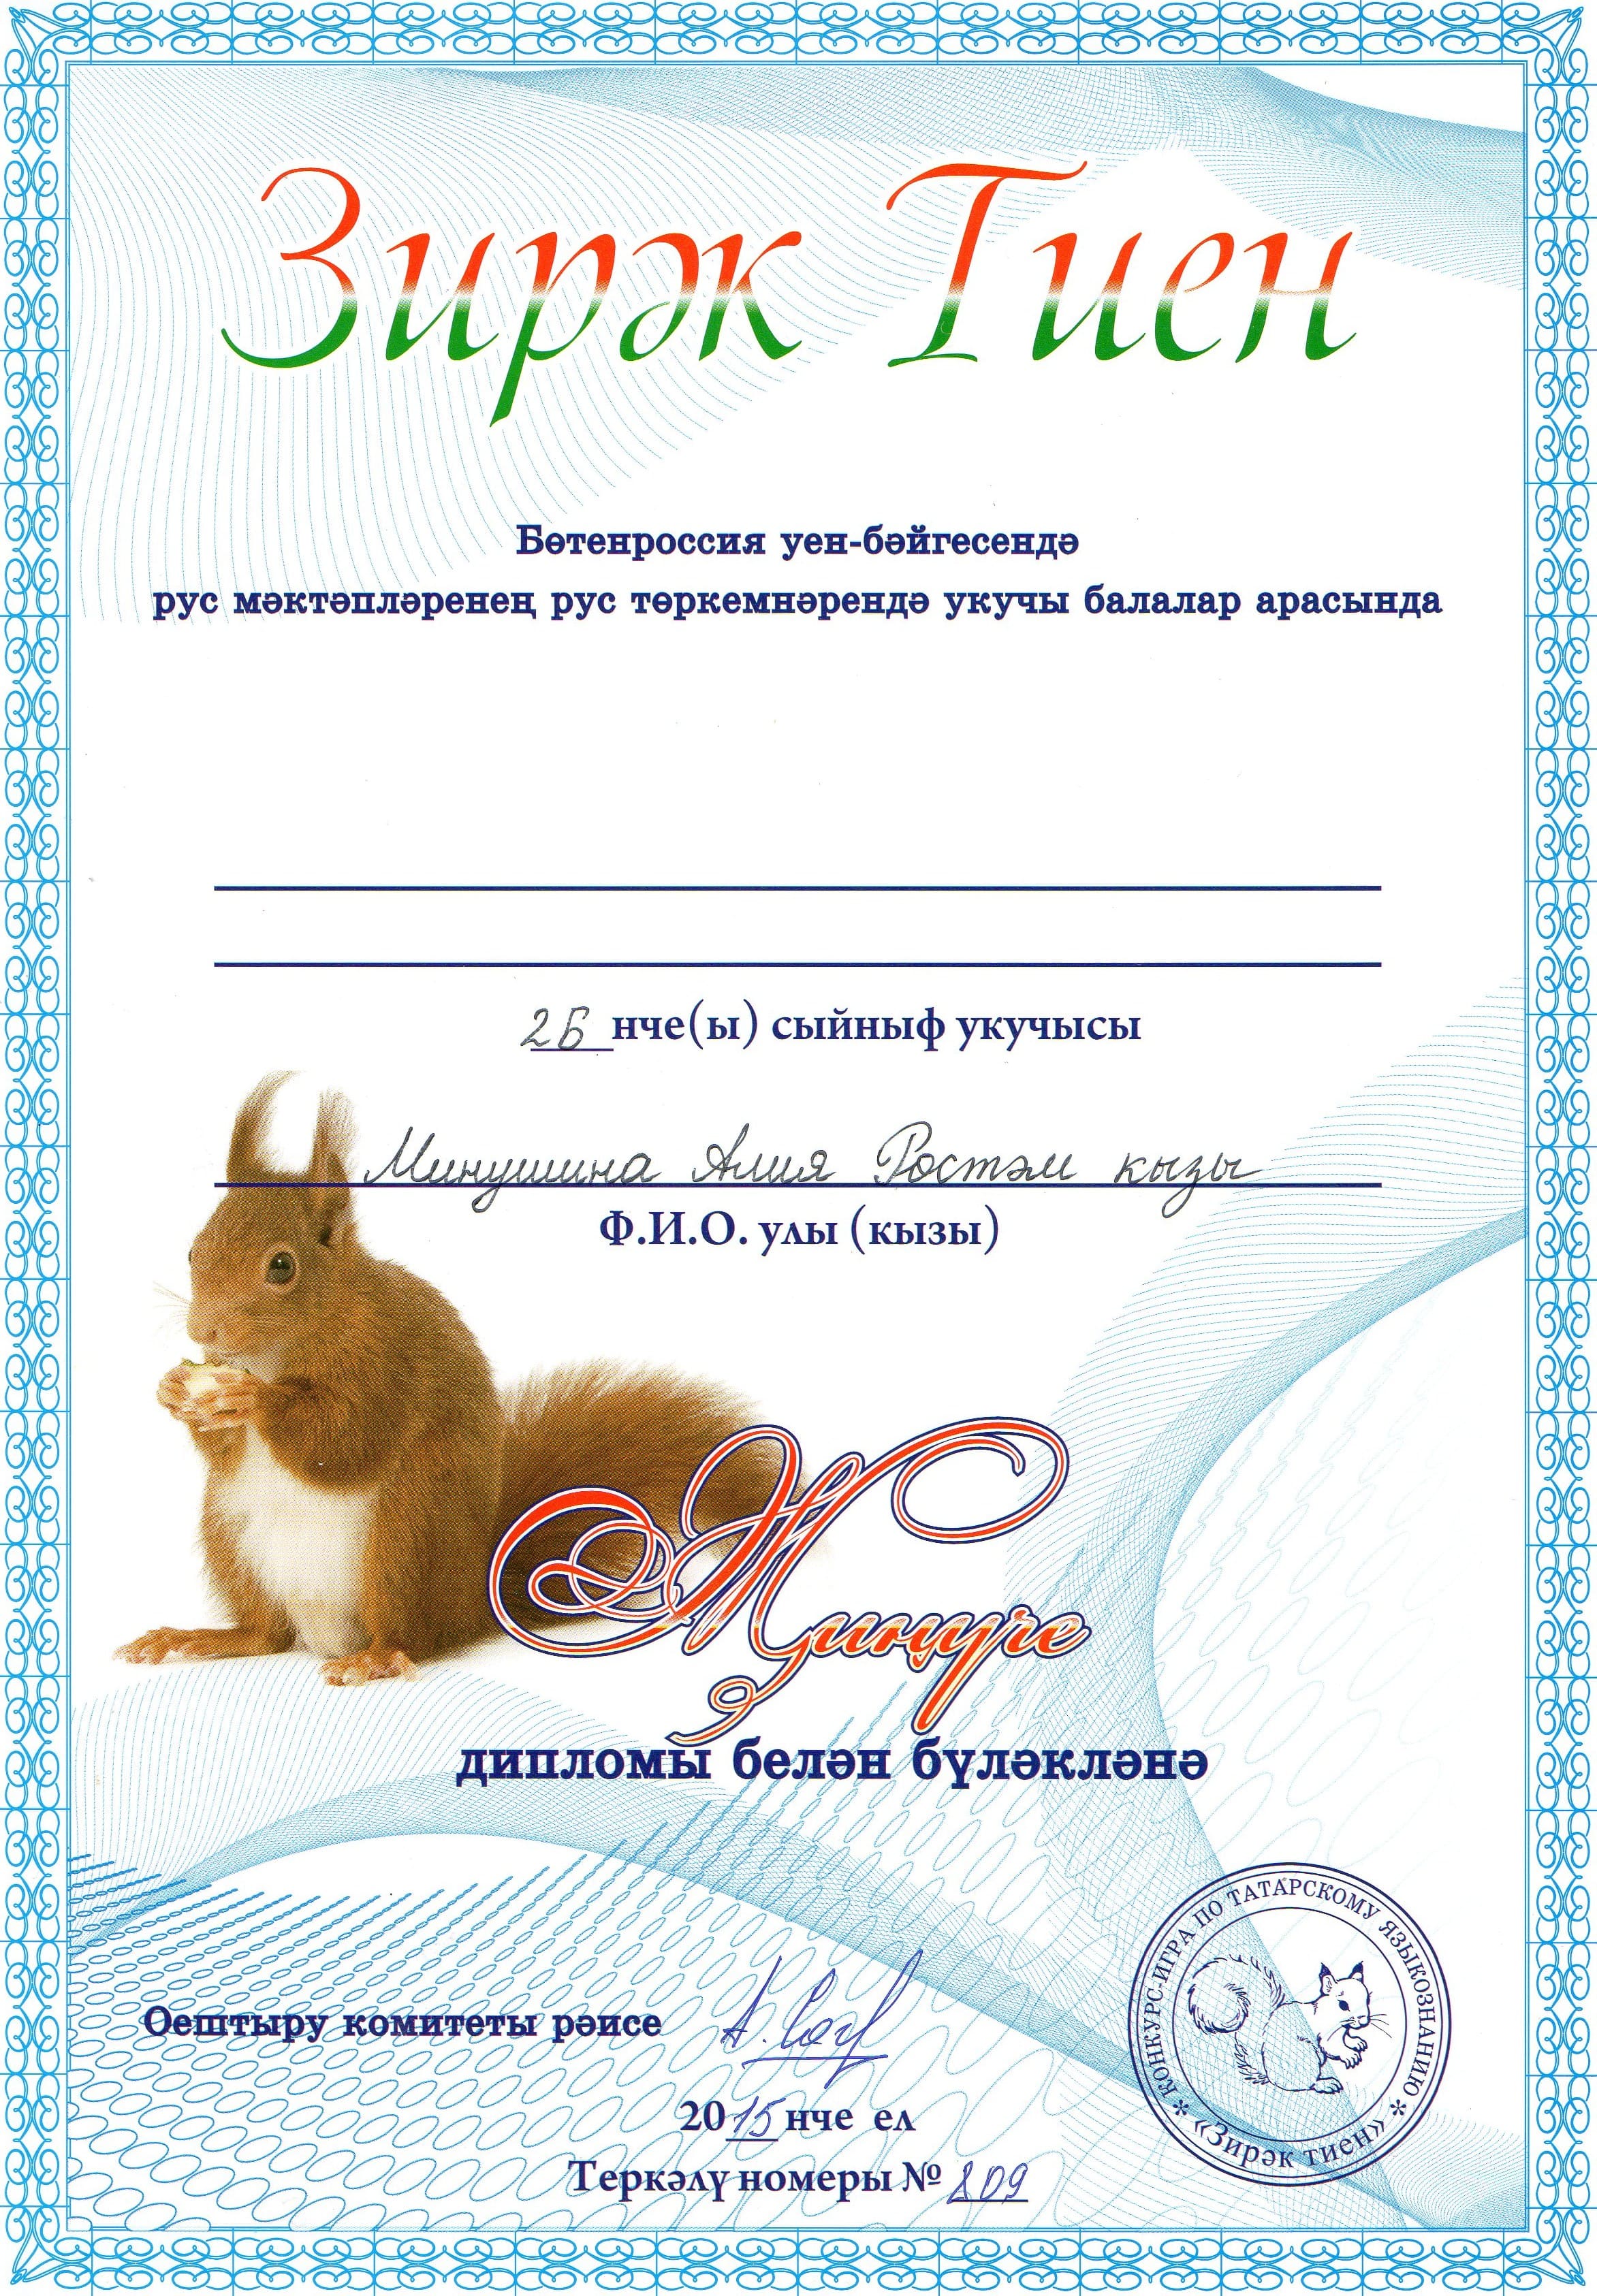 Зирәк Тиен
Бөтенроссия уен-бәйгесендә
рус мәктәпләренең рус төркемнәрендә укучы балалар арасында
2Б нче(ы) сыйныф укучысы
Минушина Алия Рөстәм кызы
Ф.И.О. улы (кызы)
Җиңүче
дипломы белән бүләкләнә
Оештыру комитеты рәисе
2015 нче ел
Теркәлү номеры № 809
* КОНКУРС-ИГРА ПО ТАТАРСКОМУ ЯЗЫКОЗНАНИЮ *
«Зирәк тиен»